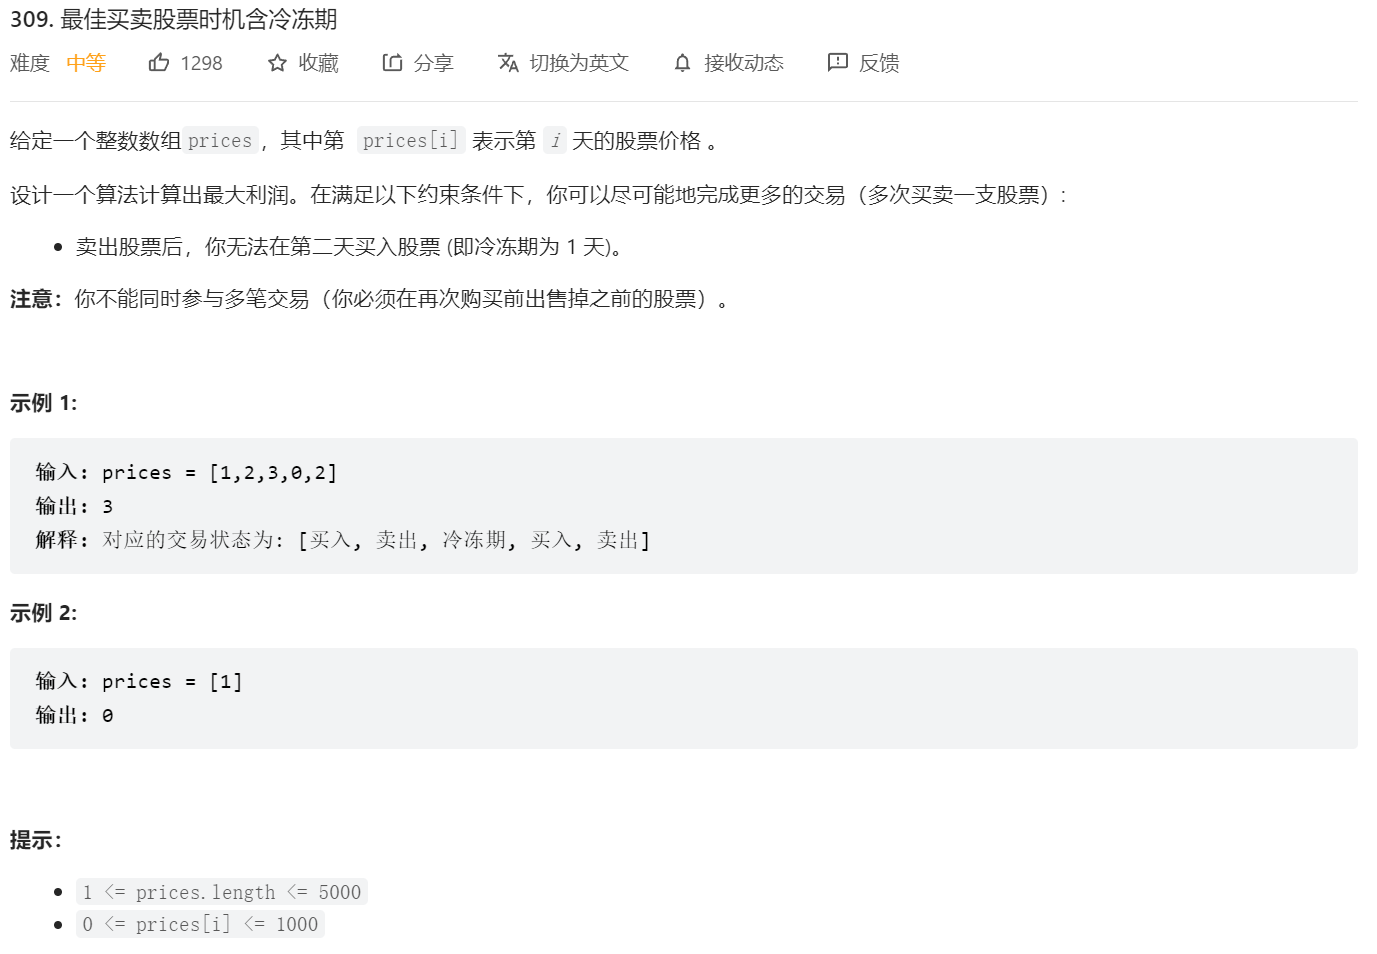 309. 最佳买卖股票时机含冷冻期
难度 中等 1298 收藏 分享 切换为英文 接收动态 反馈
给定一个整数数组prices，其中第 prices[i] 表示第 i 天的股票价格 。
设计一个算法计算出最大利润。在满足以下约束条件下，你可以尽可能地完成更多的交易（多次买卖一支股票）:
• 卖出股票后，你无法在第二天买入股票 (即冷冻期为 1 天)。
注意：你不能同时参与多笔交易（你必须在再次购买前出售掉之前的股票）。
示例 1:
输入: prices = [1,2,3,0,2]
输出: 3
解释: 对应的交易状态为: [买入, 卖出, 冷冻期, 买入, 卖出]
示例 2:
输入: prices = [1]
输出: 0
提示：
• 1 <= prices.length <= 5000
• 0 <= prices[i] <= 1000